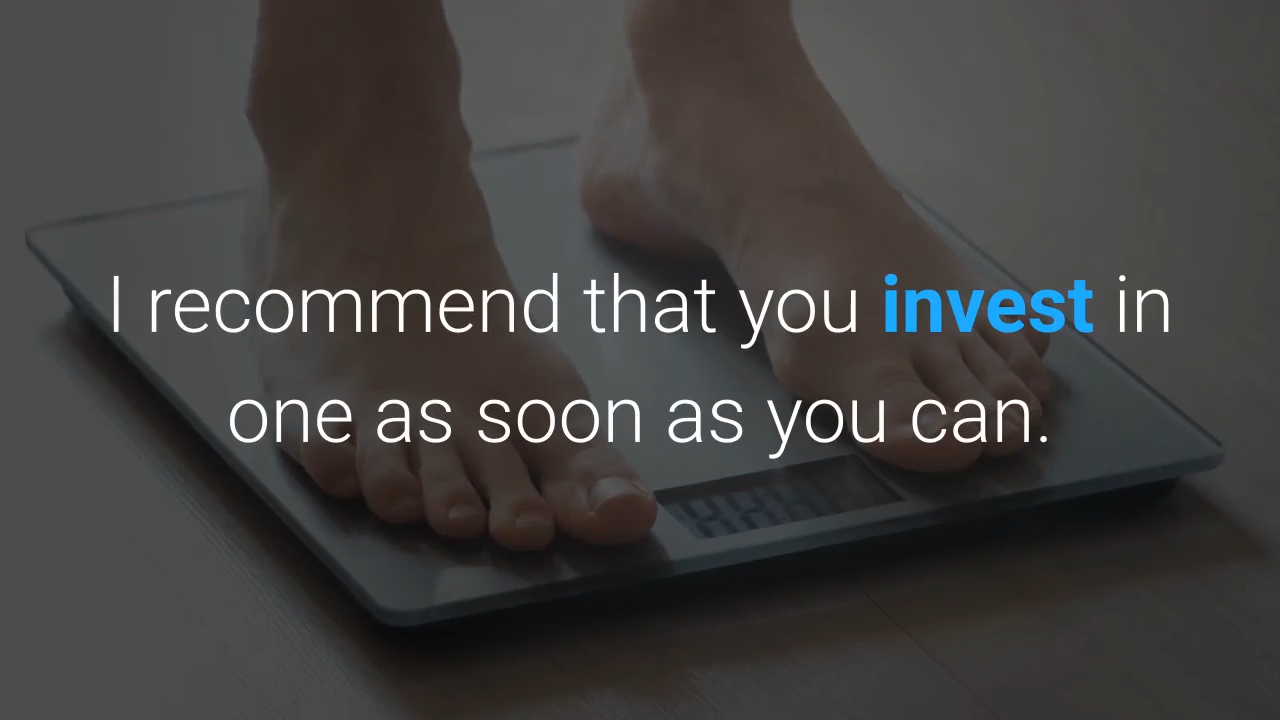 I recommend that you invest in
one as soon as you can.